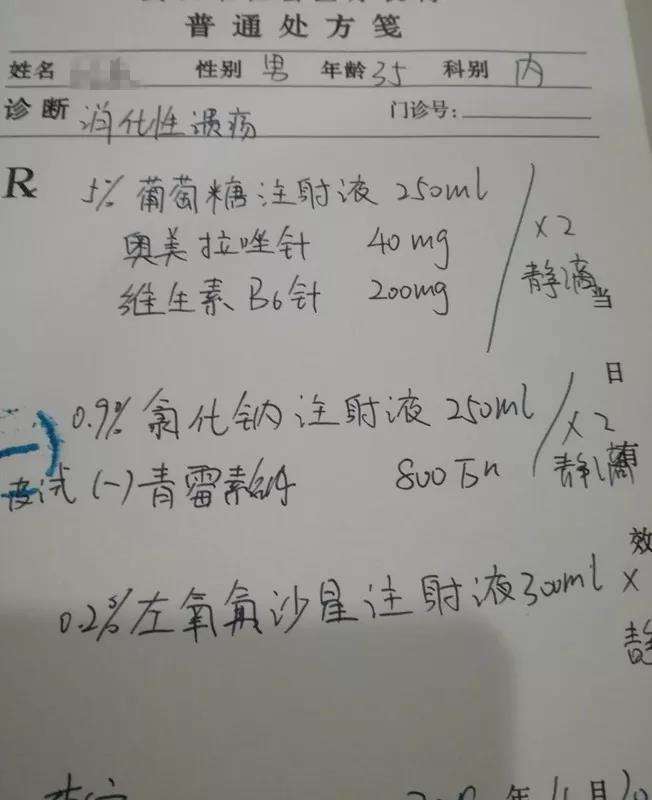 普通处方笺
姓名 性别 男 年龄 35 科别 内
诊断 消化性溃疡 门诊号:
R 5% 葡萄糖注射液 250ml
奥美拉唑针 40mg ×2
维生素B6针 200mg 静滴
当
日
0.9% 氯化钠注射液 250ml ×2
皮试(一)青霉素钠 800万u 静滴
有
效
0.2% 左氧氟沙星注射液 300ml ×
静
年 11月